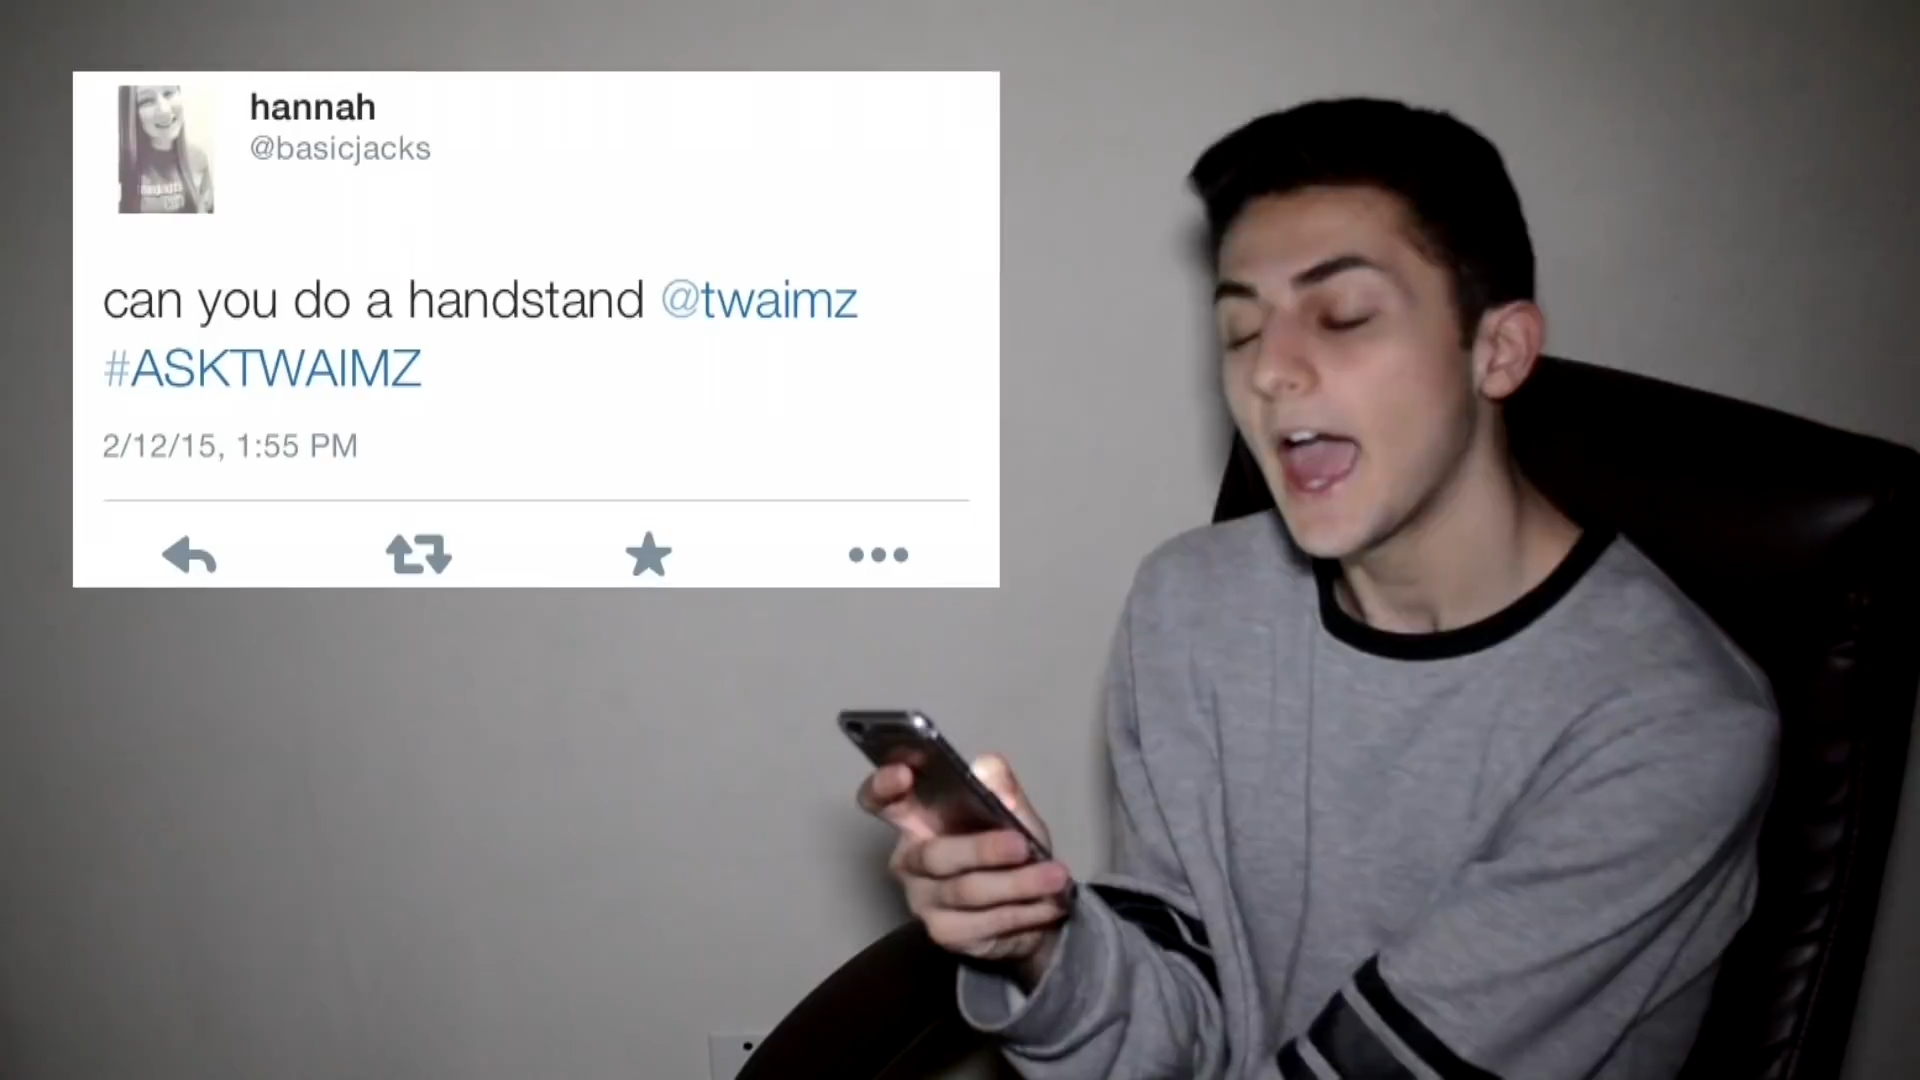 hannah
@basicjacks
can you do a handstand @twaimz
#ASKTWAIMZ
2/12/15, 1:55 PM